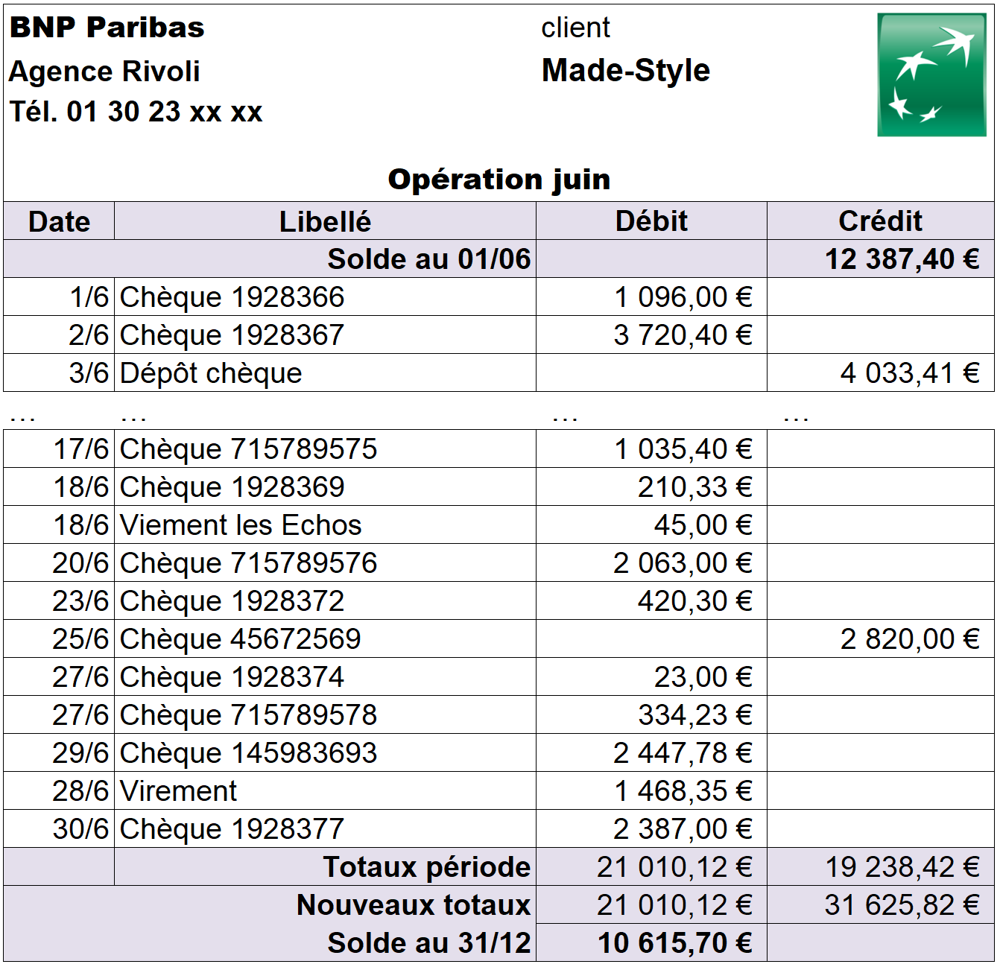 BNP Paribas client
Agence Rivoli Made-Style
Tél. 01 30 23 xx xx
Opération juin
Date Libellé Débit Crédit
Solde au 01/06 12 387,40 €
1/6 Chèque 1928366 1 096,00 €
2/6 Chèque 1928367 3 720,40 €
3/6 Dépôt chèque 4 033,41 €
... ... ... ...
17/6 Chèque 715789575 1 035,40 €
18/6 Chèque 1928369 210,33 €
18/6 Viement les Echos 45,00 €
20/6 Chèque 715789576 2 063,00 €
23/6 Chèque 1928372 420,30 €
25/6 Chèque 45672569 2 820,00 €
27/6 Chèque 1928374 23,00 €
27/6 Chèque 715789578 334,23 €
29/6 Chèque 145983693 2 447,78 €
28/6 Virement 1 468,35 €
30/6 Chèque 1928377 2 387,00 €
Totaux période 21 010,12 € 19 238,42 €
Nouveaux totaux 21 010,12 € 31 625,82 €
Solde au 31/12 10 615,70 €